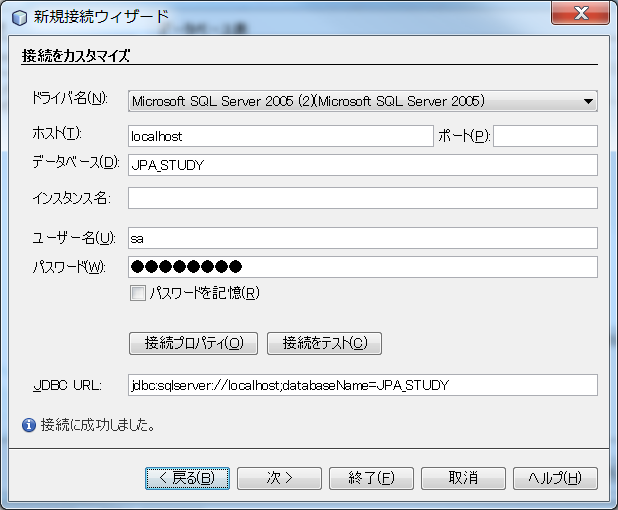 新規接続ウィザード
接続をカスタマイズ
ドライバ名(N): Microsoft SQL Server 2005 (2)(Microsoft SQL Server 2005)
ホスト(T): localhost ポート(P):
データベース(D): JPA_STUDY
インスタンス名:
ユーザー名(U): sa
パスワード(W): ●●●●●●●●
パスワードを記憶(R)
接続プロパティ(O) 接続をテスト(C)
JDBC URL: jdbc:sqlserver://localhost;databaseName=JPA_STUDY
接続に成功しました。
< 戻る(B) 次 > 終了(F) 取消 ヘルプ(H)